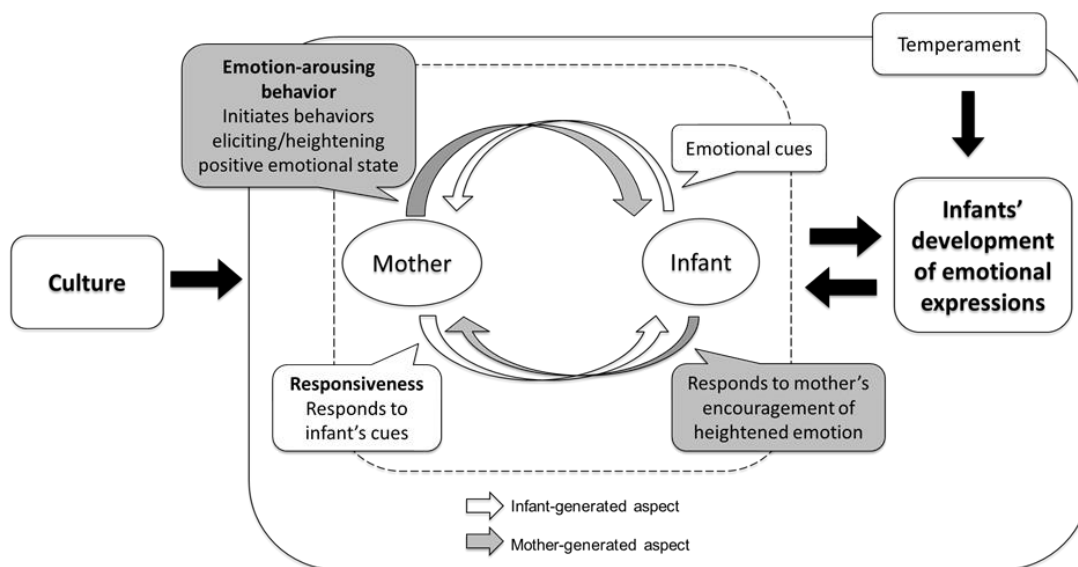 Temperament
Emotion-arousing
behavior
Initiates behaviors
eliciting/heightening
positive emotional state
Emotional cues
Culture
Mother
Infant
Infants’
development
of emotional
expressions
Responsiveness
Responds to
infant’s cues
Responds to mother’s
encouragement of
heightened emotion
Infant-generated aspect
Mother-generated aspect